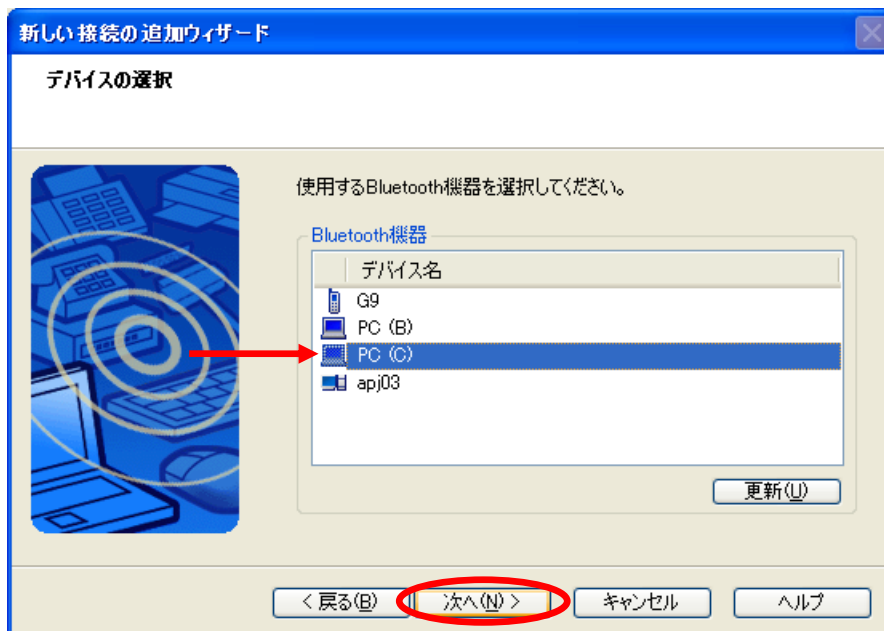 新しい接続の追加ウィザード
デバイスの選択
使用するBluetooth機器を選択してください。
Bluetooth機器
デバイス名
G9
PC (B)
PC (C)
apj03
更新(U)
< 戻る(B) 次へ(N) > キャンセル ヘルプ